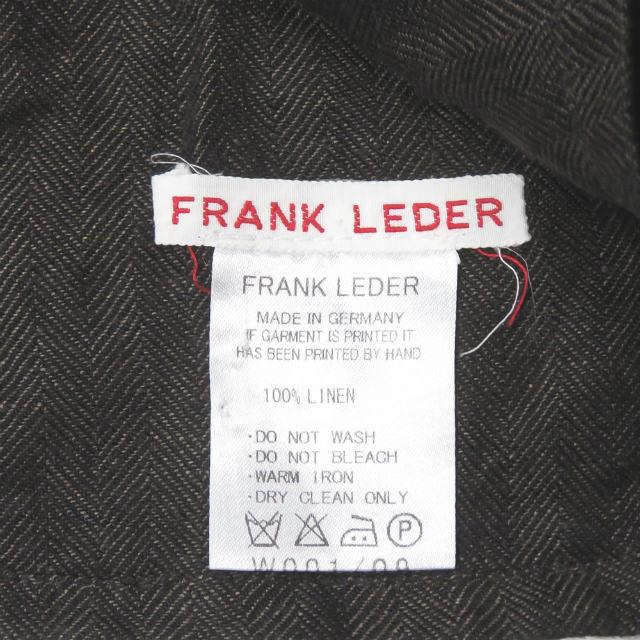 FRANK LEDER
FRANK LEDER
MADE IN GERMANY
IF GARMENT IS PRINTED IT
HAS BEEN PRINTED BY HAND
100% LINEN
·DO NOT WASH
·DO NOT BLEACH
·WARM IRON
·DRY CLEAN ONLY
P